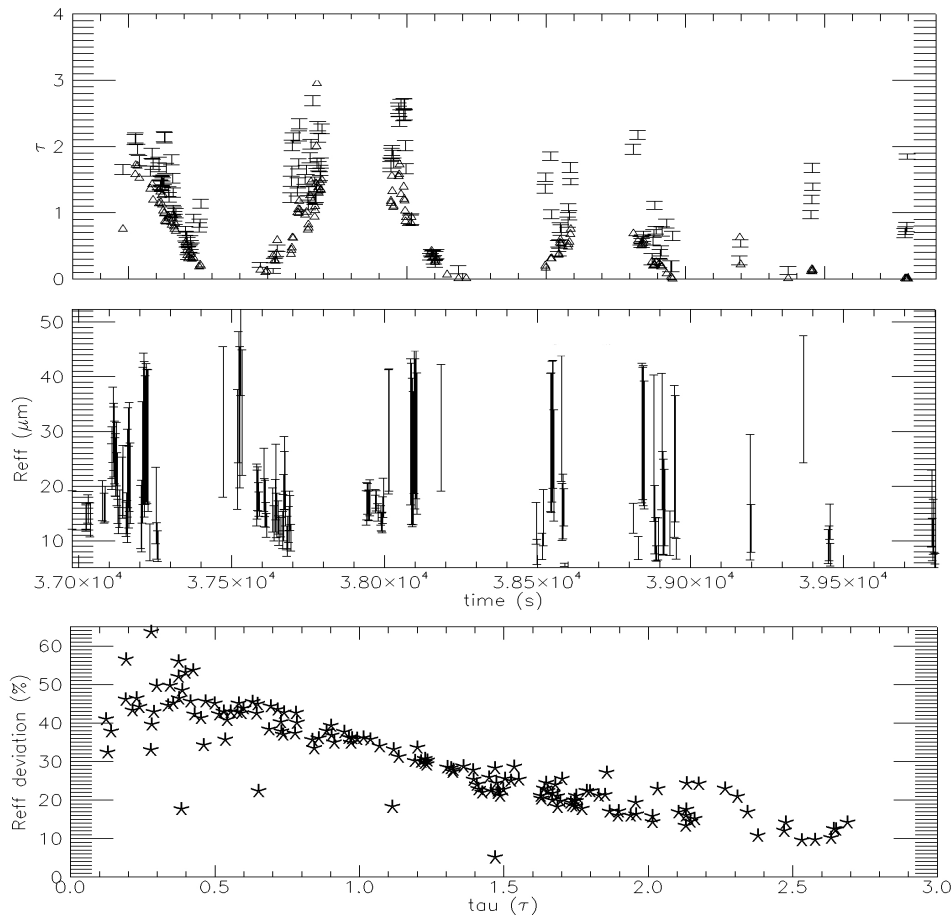 4
3
2
1
0
τ
50
40
30
20
10
Reff (μm)
3.70×10⁴ 3.75×10⁴ 3.80×10⁴ 3.85×10⁴ 3.90×10⁴ 3.95×10⁴
time (s)
60
50
40
30
20
10
0
Reff deviation (%)
0.0 0.5 1.0 1.5 2.0 2.5 3.0
tau (τ)